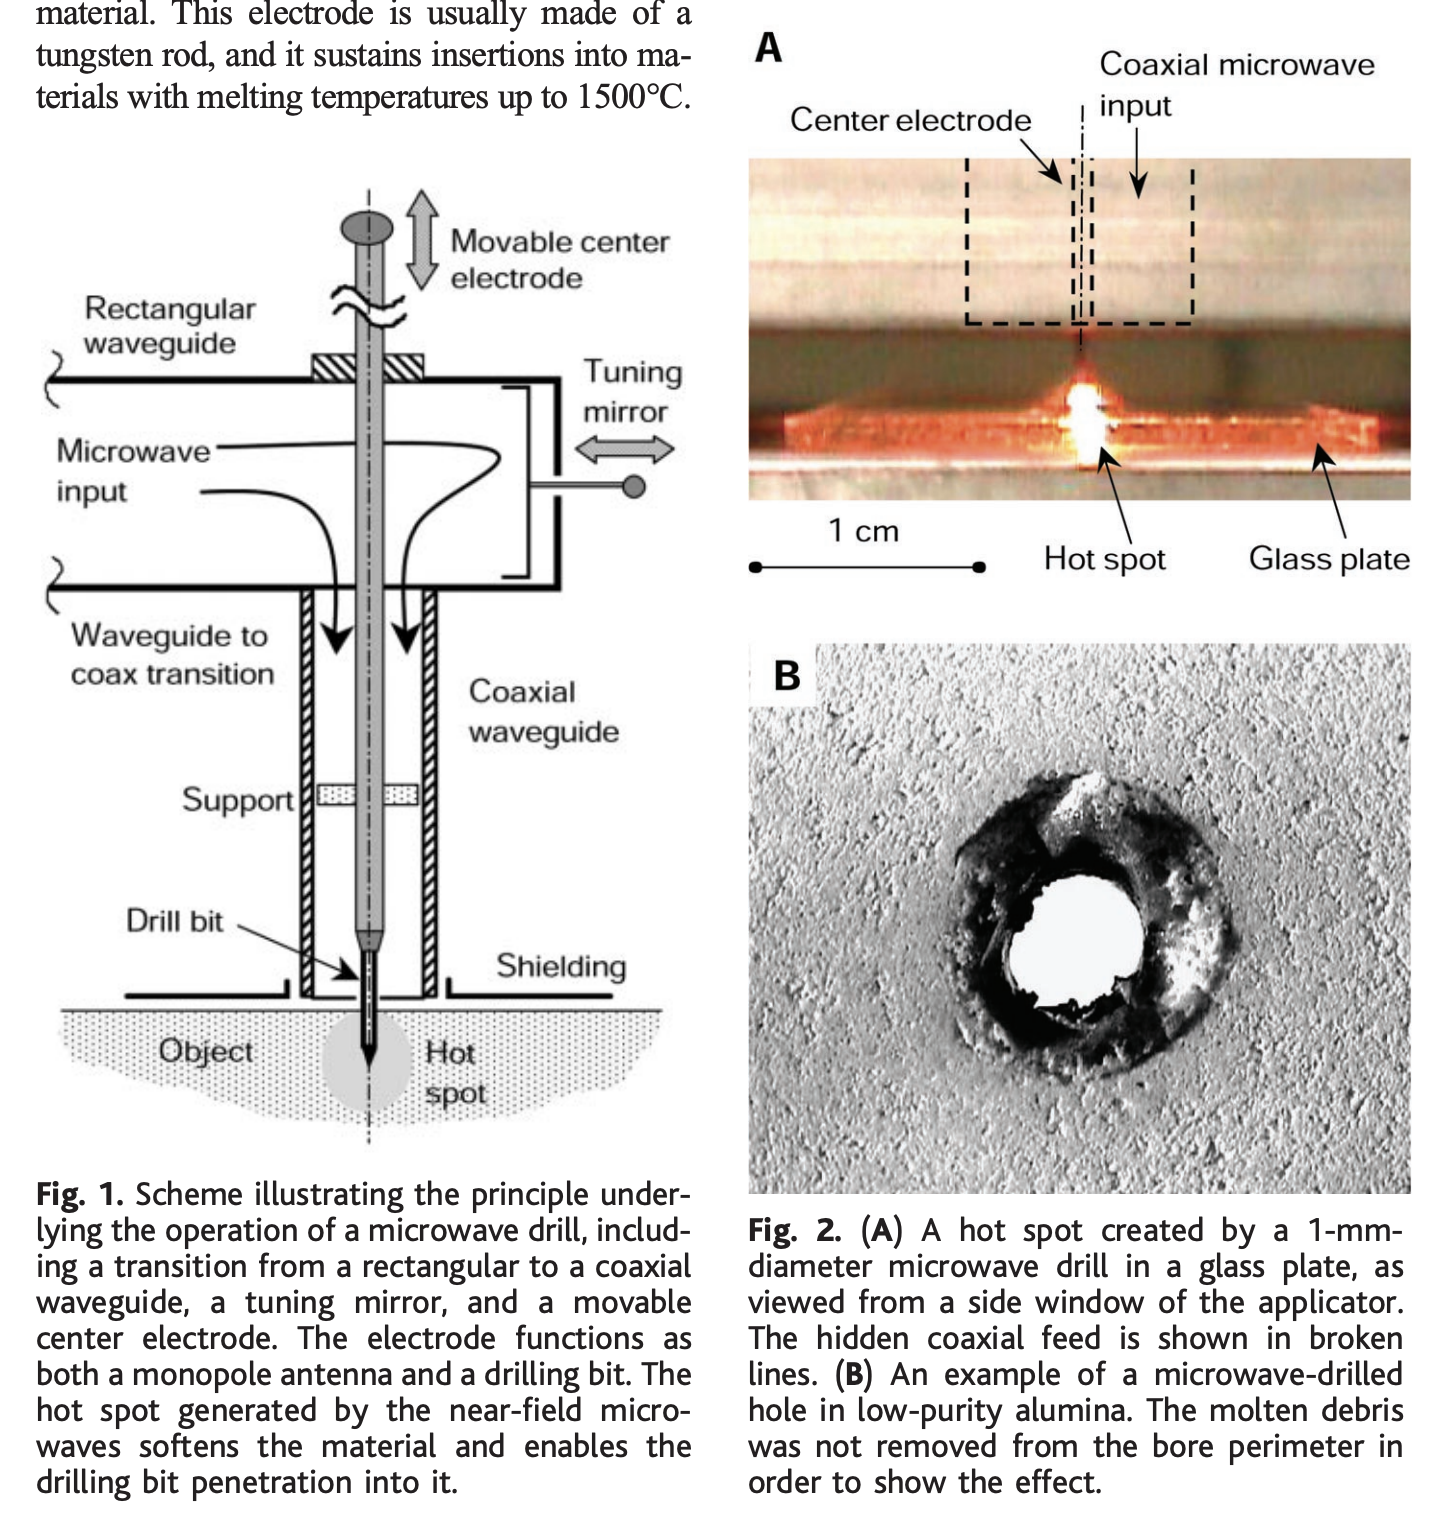 material. This electrode is usually made of a
tungsten rod, and it sustains insertions into ma-
terials with melting temperatures up to 1500°C.
Movable center
electrode
Rectangular
waveguide
Tuning
mirror
Microwave
input
Waveguide to
coax transition
Coaxial
waveguide
Support
Drill bit
Shielding
Object
Hot
spot
Fig. 1. Scheme illustrating the principle under-
lying the operation of a microwave drill, includ-
ing a transition from a rectangular to a coaxial
waveguide, a tuning mirror, and a movable
center electrode. The electrode functions as
both a monopole antenna and a drilling bit. The
hot spot generated by the near-field micro-
waves softens the material and enables the
drilling bit penetration into it.
A
Coaxial microwave
input
Center electrode
1 cm
Hot spot
Glass plate
B
Fig. 2. (A) A hot spot created by a 1-mm-
diameter microwave drill in a glass plate, as
viewed from a side window of the applicator.
The hidden coaxial feed is shown in broken
lines. (B) An example of a microwave-drilled
hole in low-purity alumina. The molten debris
was not removed from the bore perimeter in
order to show the effect.